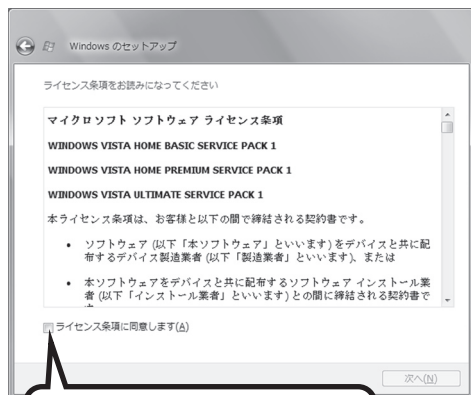 Windows のセットアップ
ライセンス条項をお読みになってください
マイクロソフト ソフトウェア ライセンス条項
WINDOWS VISTA HOME BASIC SERVICE PACK 1
WINDOWS VISTA HOME PREMIUM SERVICE PACK 1
WINDOWS VISTA ULTIMATE SERVICE PACK 1
本ライセンス条項は、お客様と以下の間で締結される契約書です。
• ソフトウェア (以下「本ソフトウェア」といいます) をデバイスと共に配
布するデバイス製造業者 (以下「製造業者」といいます)、または
• 本ソフトウェアをデバイスと共に配布するソフトウェア インストール業
者 (以下「インストール業者」といいます) との間に締結される契約書で
ライセンス条項に同意します(A)
次へ(N)